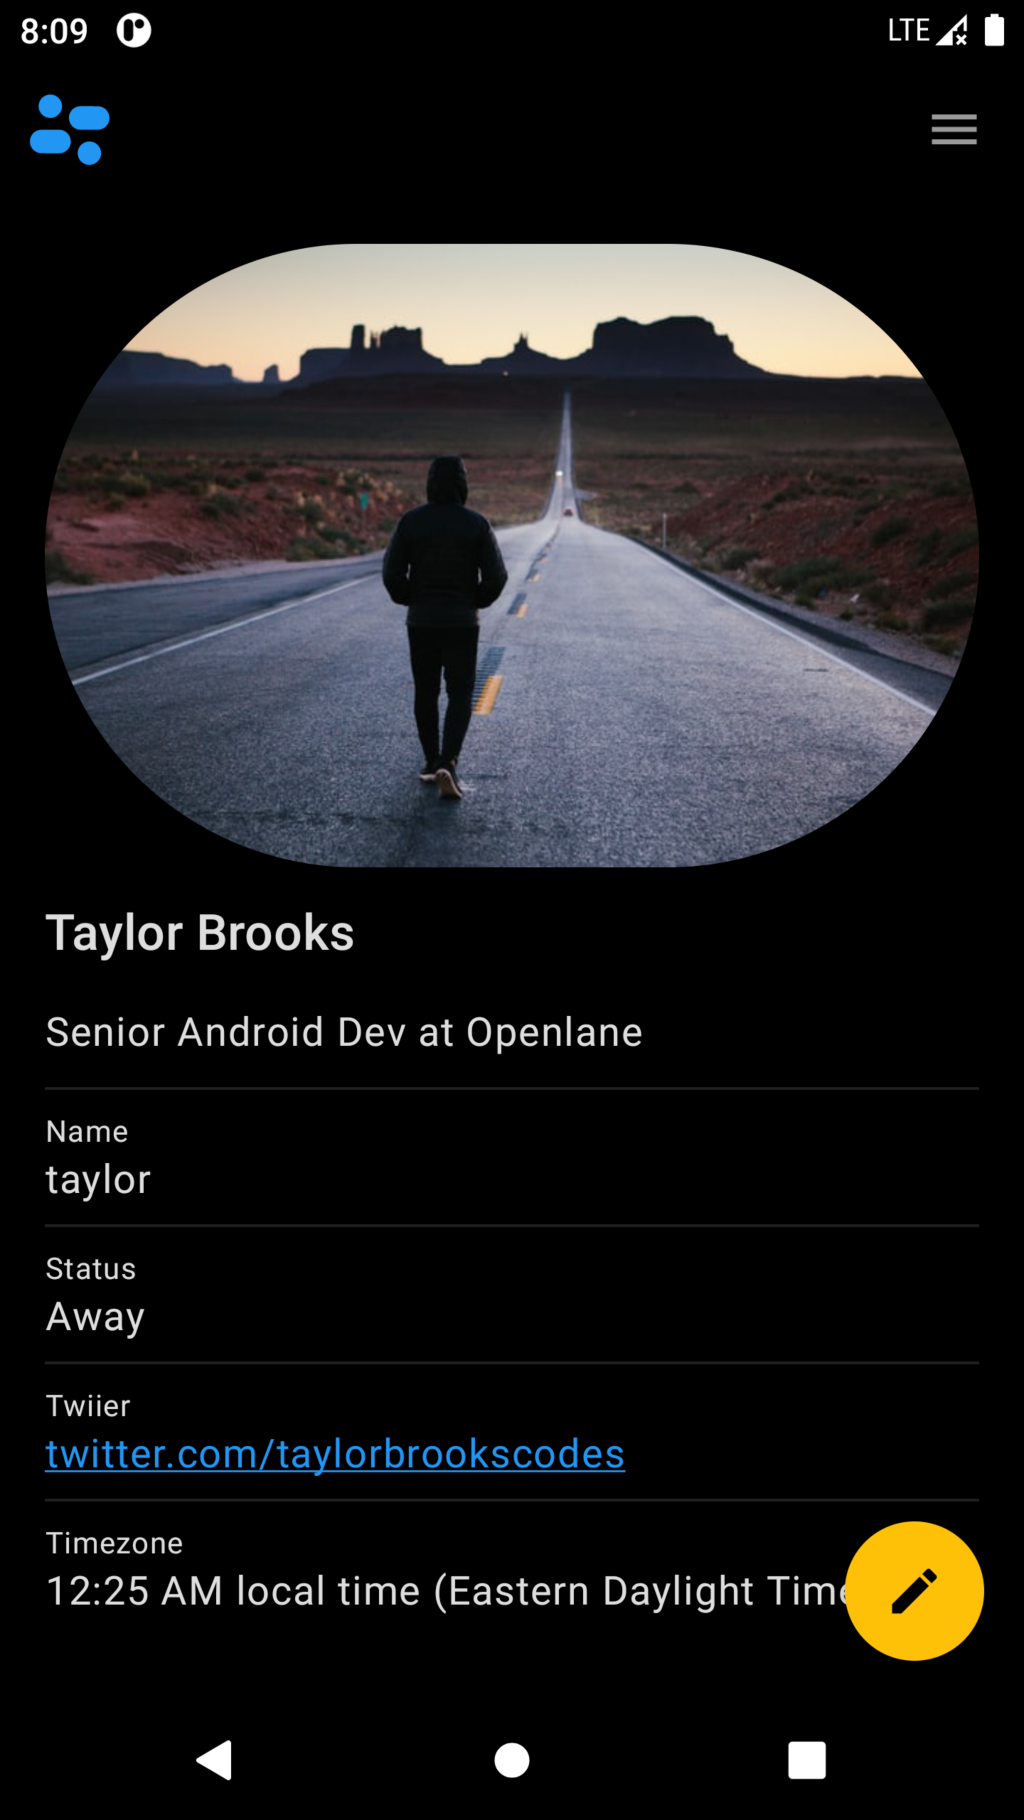 8:09
LTE
Taylor Brooks
Senior Android Dev at Openlane
Name
taylor
Status
Away
Twiier
twitter.com/taylorbrookscodes
Timezone
12:25 AM local time (Eastern Daylight Time